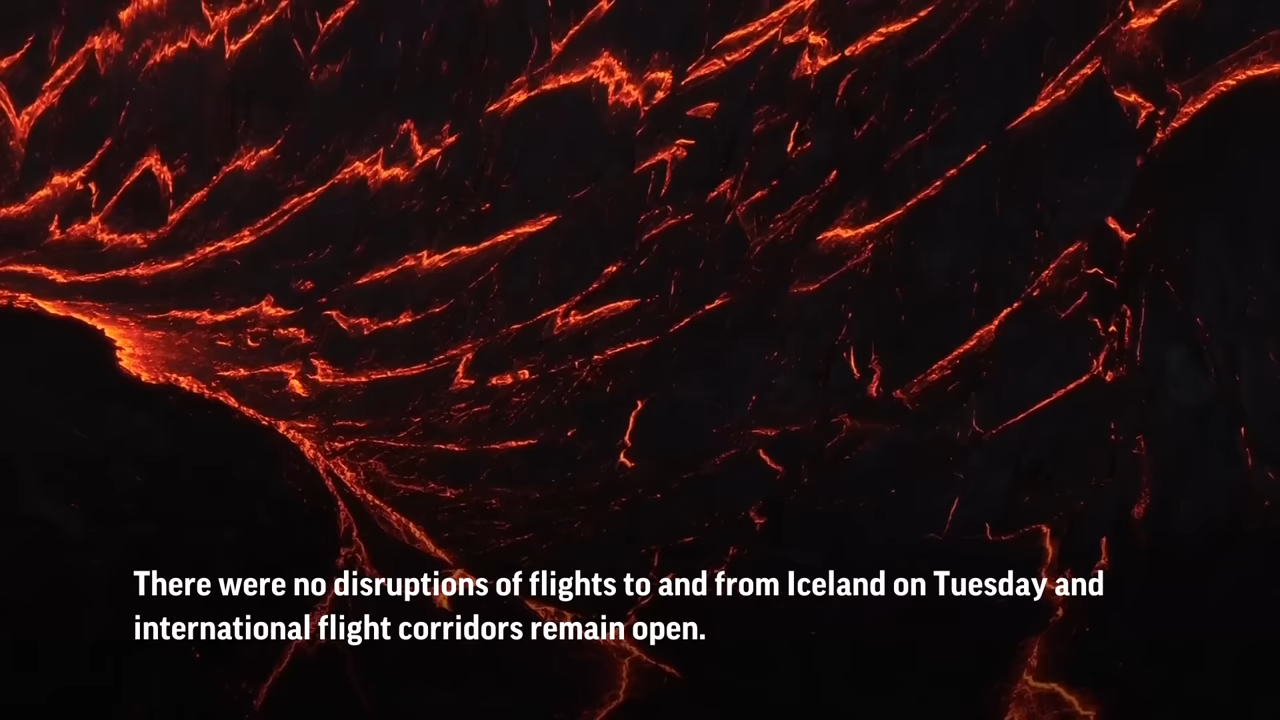 There were no disruptions of flights to and from Iceland on Tuesday and
international flight corridors remain open.